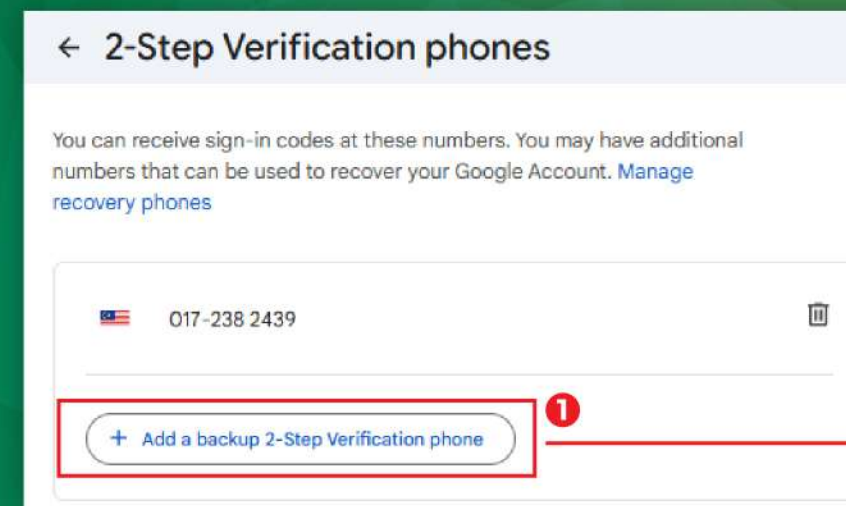 ← 2-Step Verification phones
You can receive sign-in codes at these numbers. You may have additional
numbers that can be used to recover your Google Account. Manage
recovery phones
017-238 2439
+ Add a backup 2-Step Verification phone
1